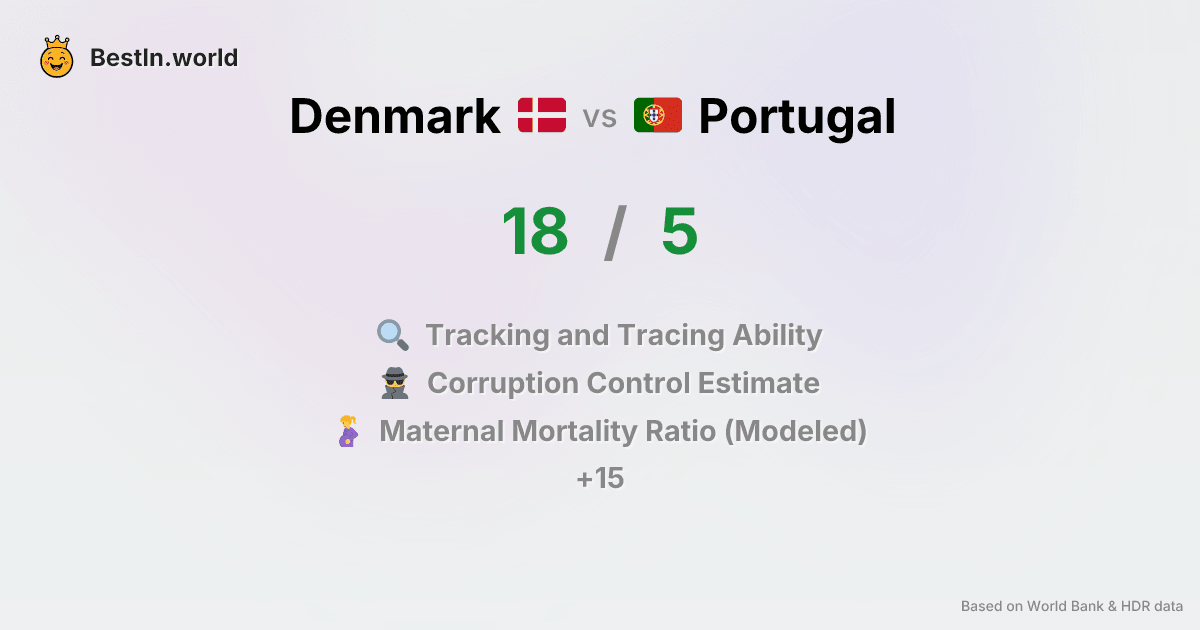 BestIn.world
Denmark vs Portugal
18 / 5
Tracking and Tracing Ability
Corruption Control Estimate
Maternal Mortality Ratio (Modeled)
+15
Based on World Bank & HDR data